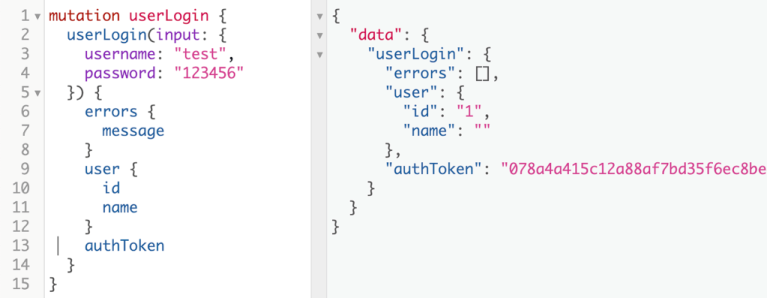 1 mutation userLogin {
2 userLogin(input: {
3 username: "test",
4 password: "123456"
5 }) {
6 errors {
7 message
8 }
9 user {
10 id
11 name
12 }
13 authToken
14 }
15 }
{
"data": {
"userLogin": {
"errors": [],
"user": {
"id": "1",
"name": ""
},
"authToken": "078a4a415c12a88af7bd35f6ec8be
}
}
}